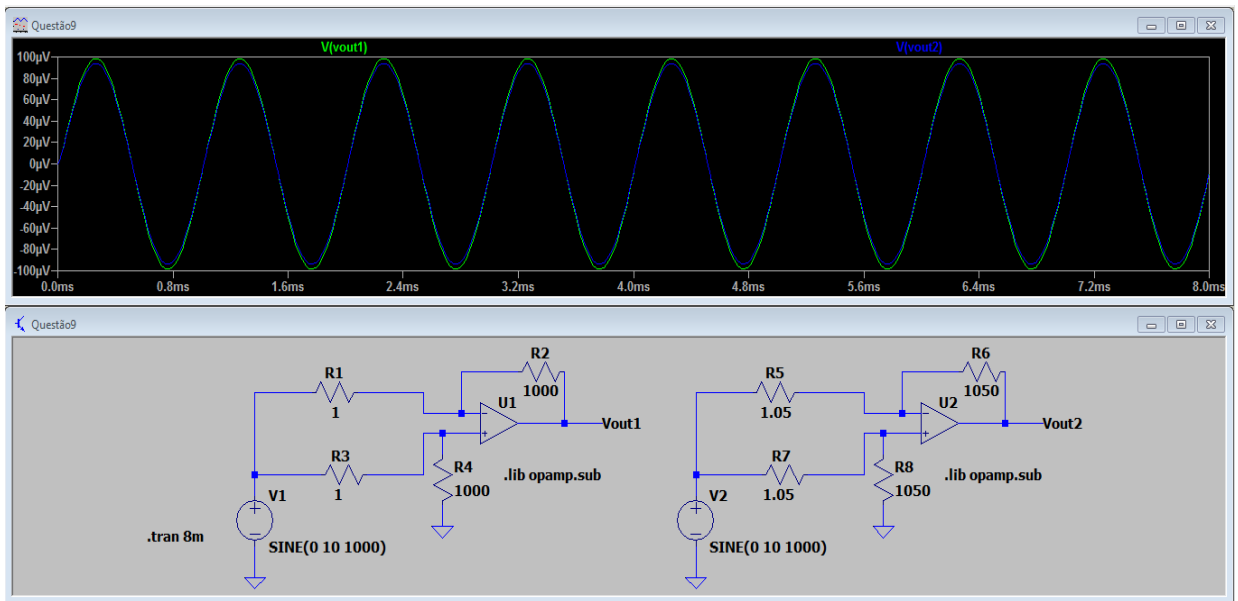 Questão9
V(vout1) V(vout2)
100µV
80µV
60µV
40µV
20µV
0µV
-20µV
-40µV
-60µV
-80µV
-100µV
0.0ms 0.8ms 1.6ms 2.4ms 3.2ms 4.0ms 4.8ms 5.6ms 6.4ms 7.2ms 8.0ms
Questão9
R1
1
R2
1000
U1
Vout1
R3
1
R4
1000
.lib opamp.sub
V1
SINE(0 10 1000)
.tran 8m
R5
1.05
R6
1050
U2
Vout2
R7
1.05
R8
1050
.lib opamp.sub
V2
SINE(0 10 1000)